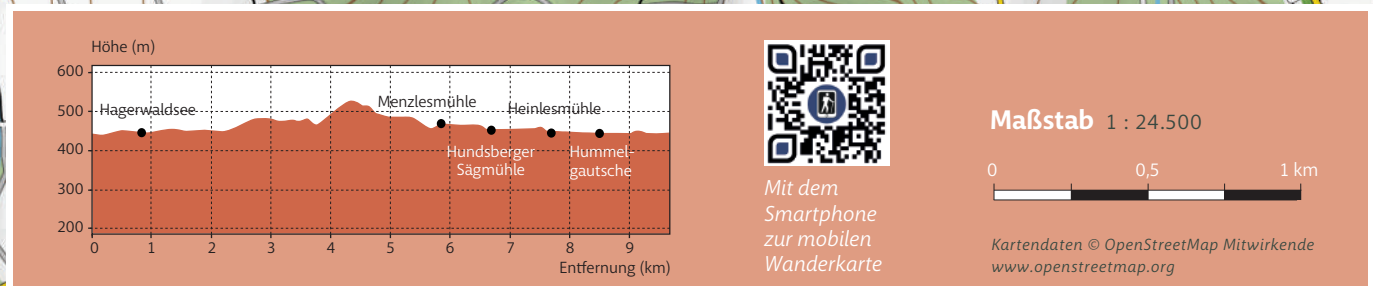 Höhe (m)
600
500
400
300
200
Hagerwaldsee
Menzlesmühle
Heinlesmühle
Hundsberger
Sägmühle
Hummel-
gautsche
0 1 2 3 4 5 6 7 8 9
Entfernung (km)
Mit dem
Smartphone
zur mobilen
Wanderkarte
Maßstab 1 : 24.500
0 0,5 1 km
Kartendaten © OpenStreetMap Mitwirkende
www.openstreetmap.org